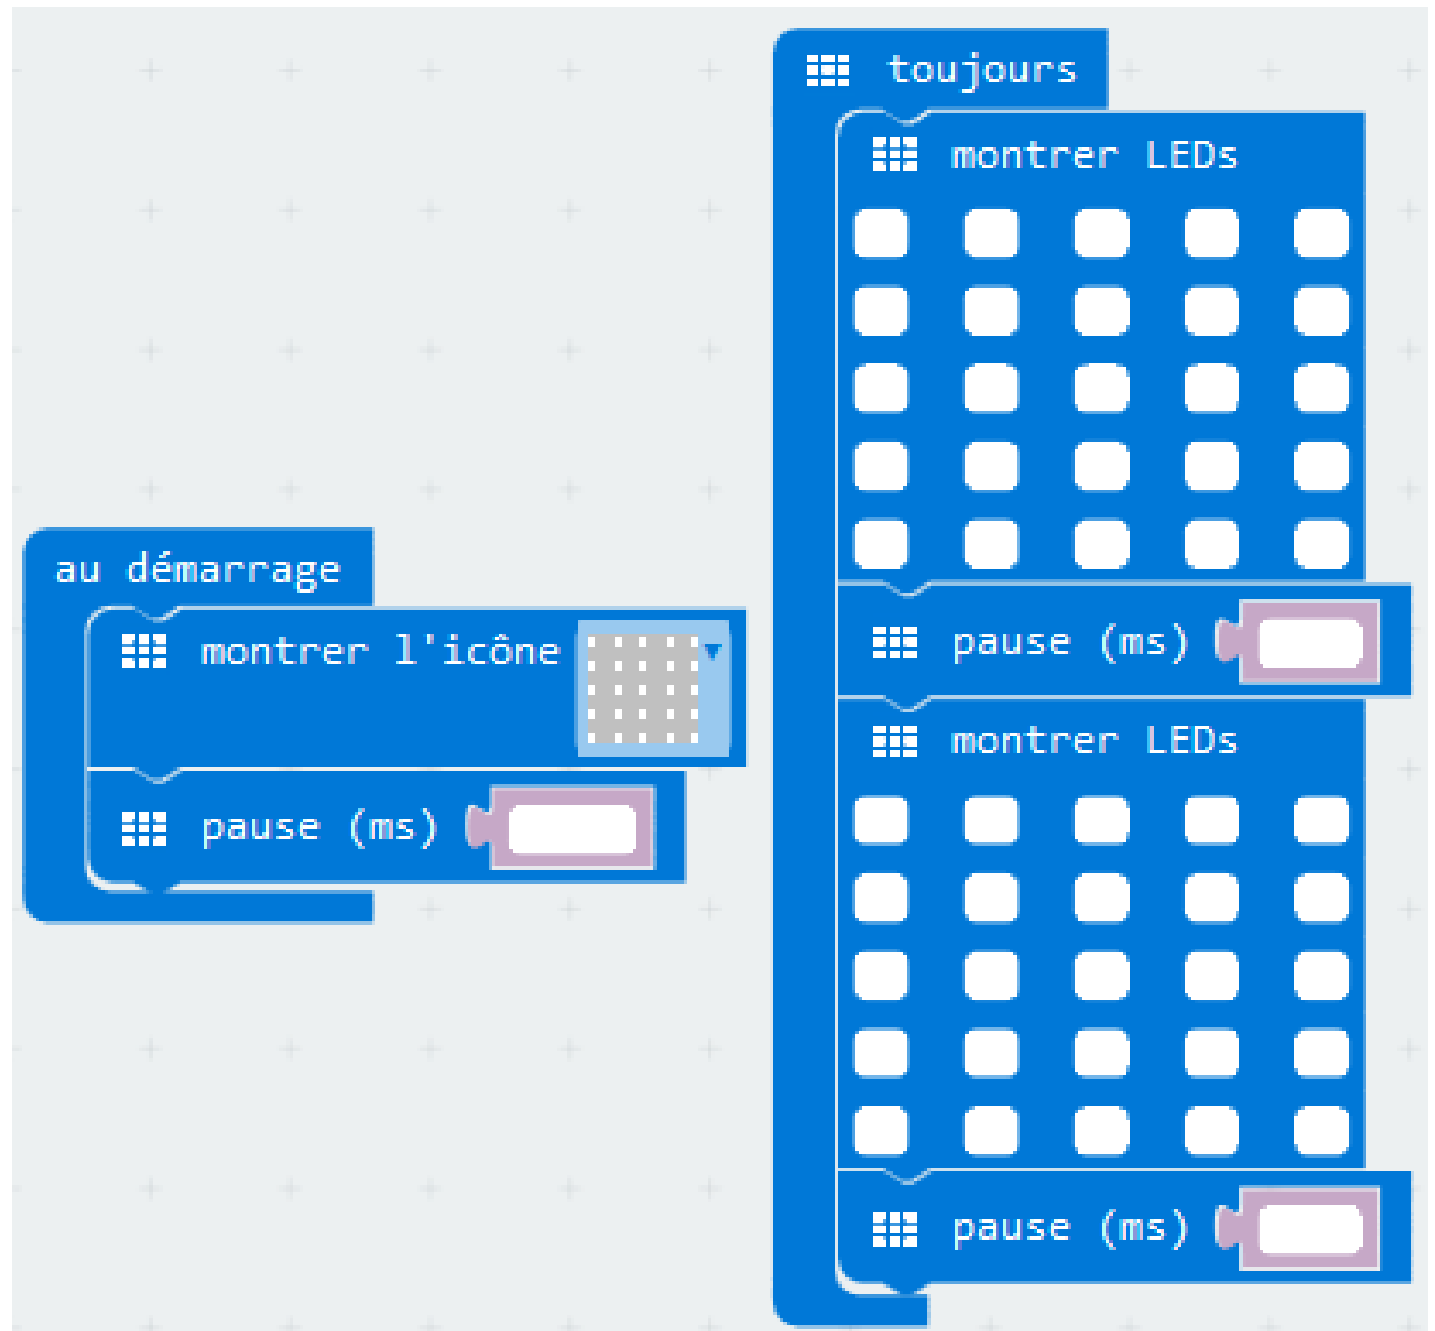 au démarrage
montrer l'icône
pause (ms)
toujours
montrer LEDs
pause (ms)
montrer LEDs
pause (ms)